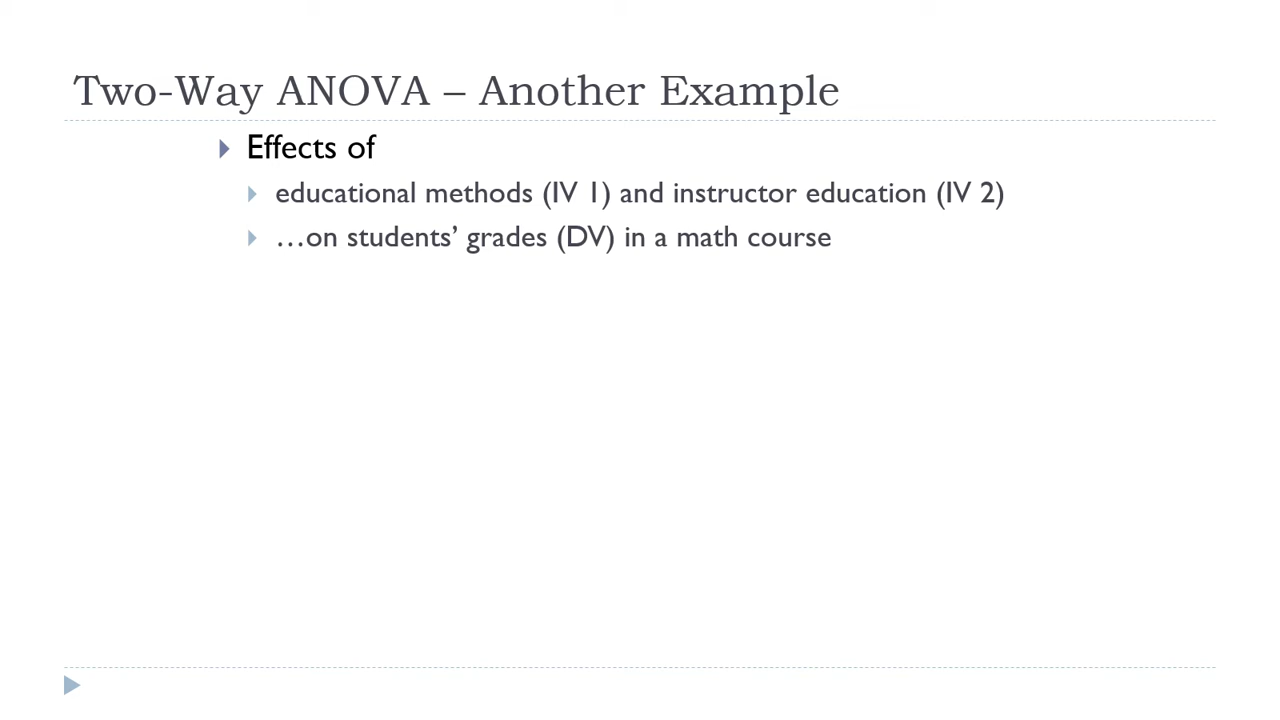 Two-Way ANOVA – Another Example
Effects of
educational methods (IV 1) and instructor education (IV 2)
…on students’ grades (DV) in a math course